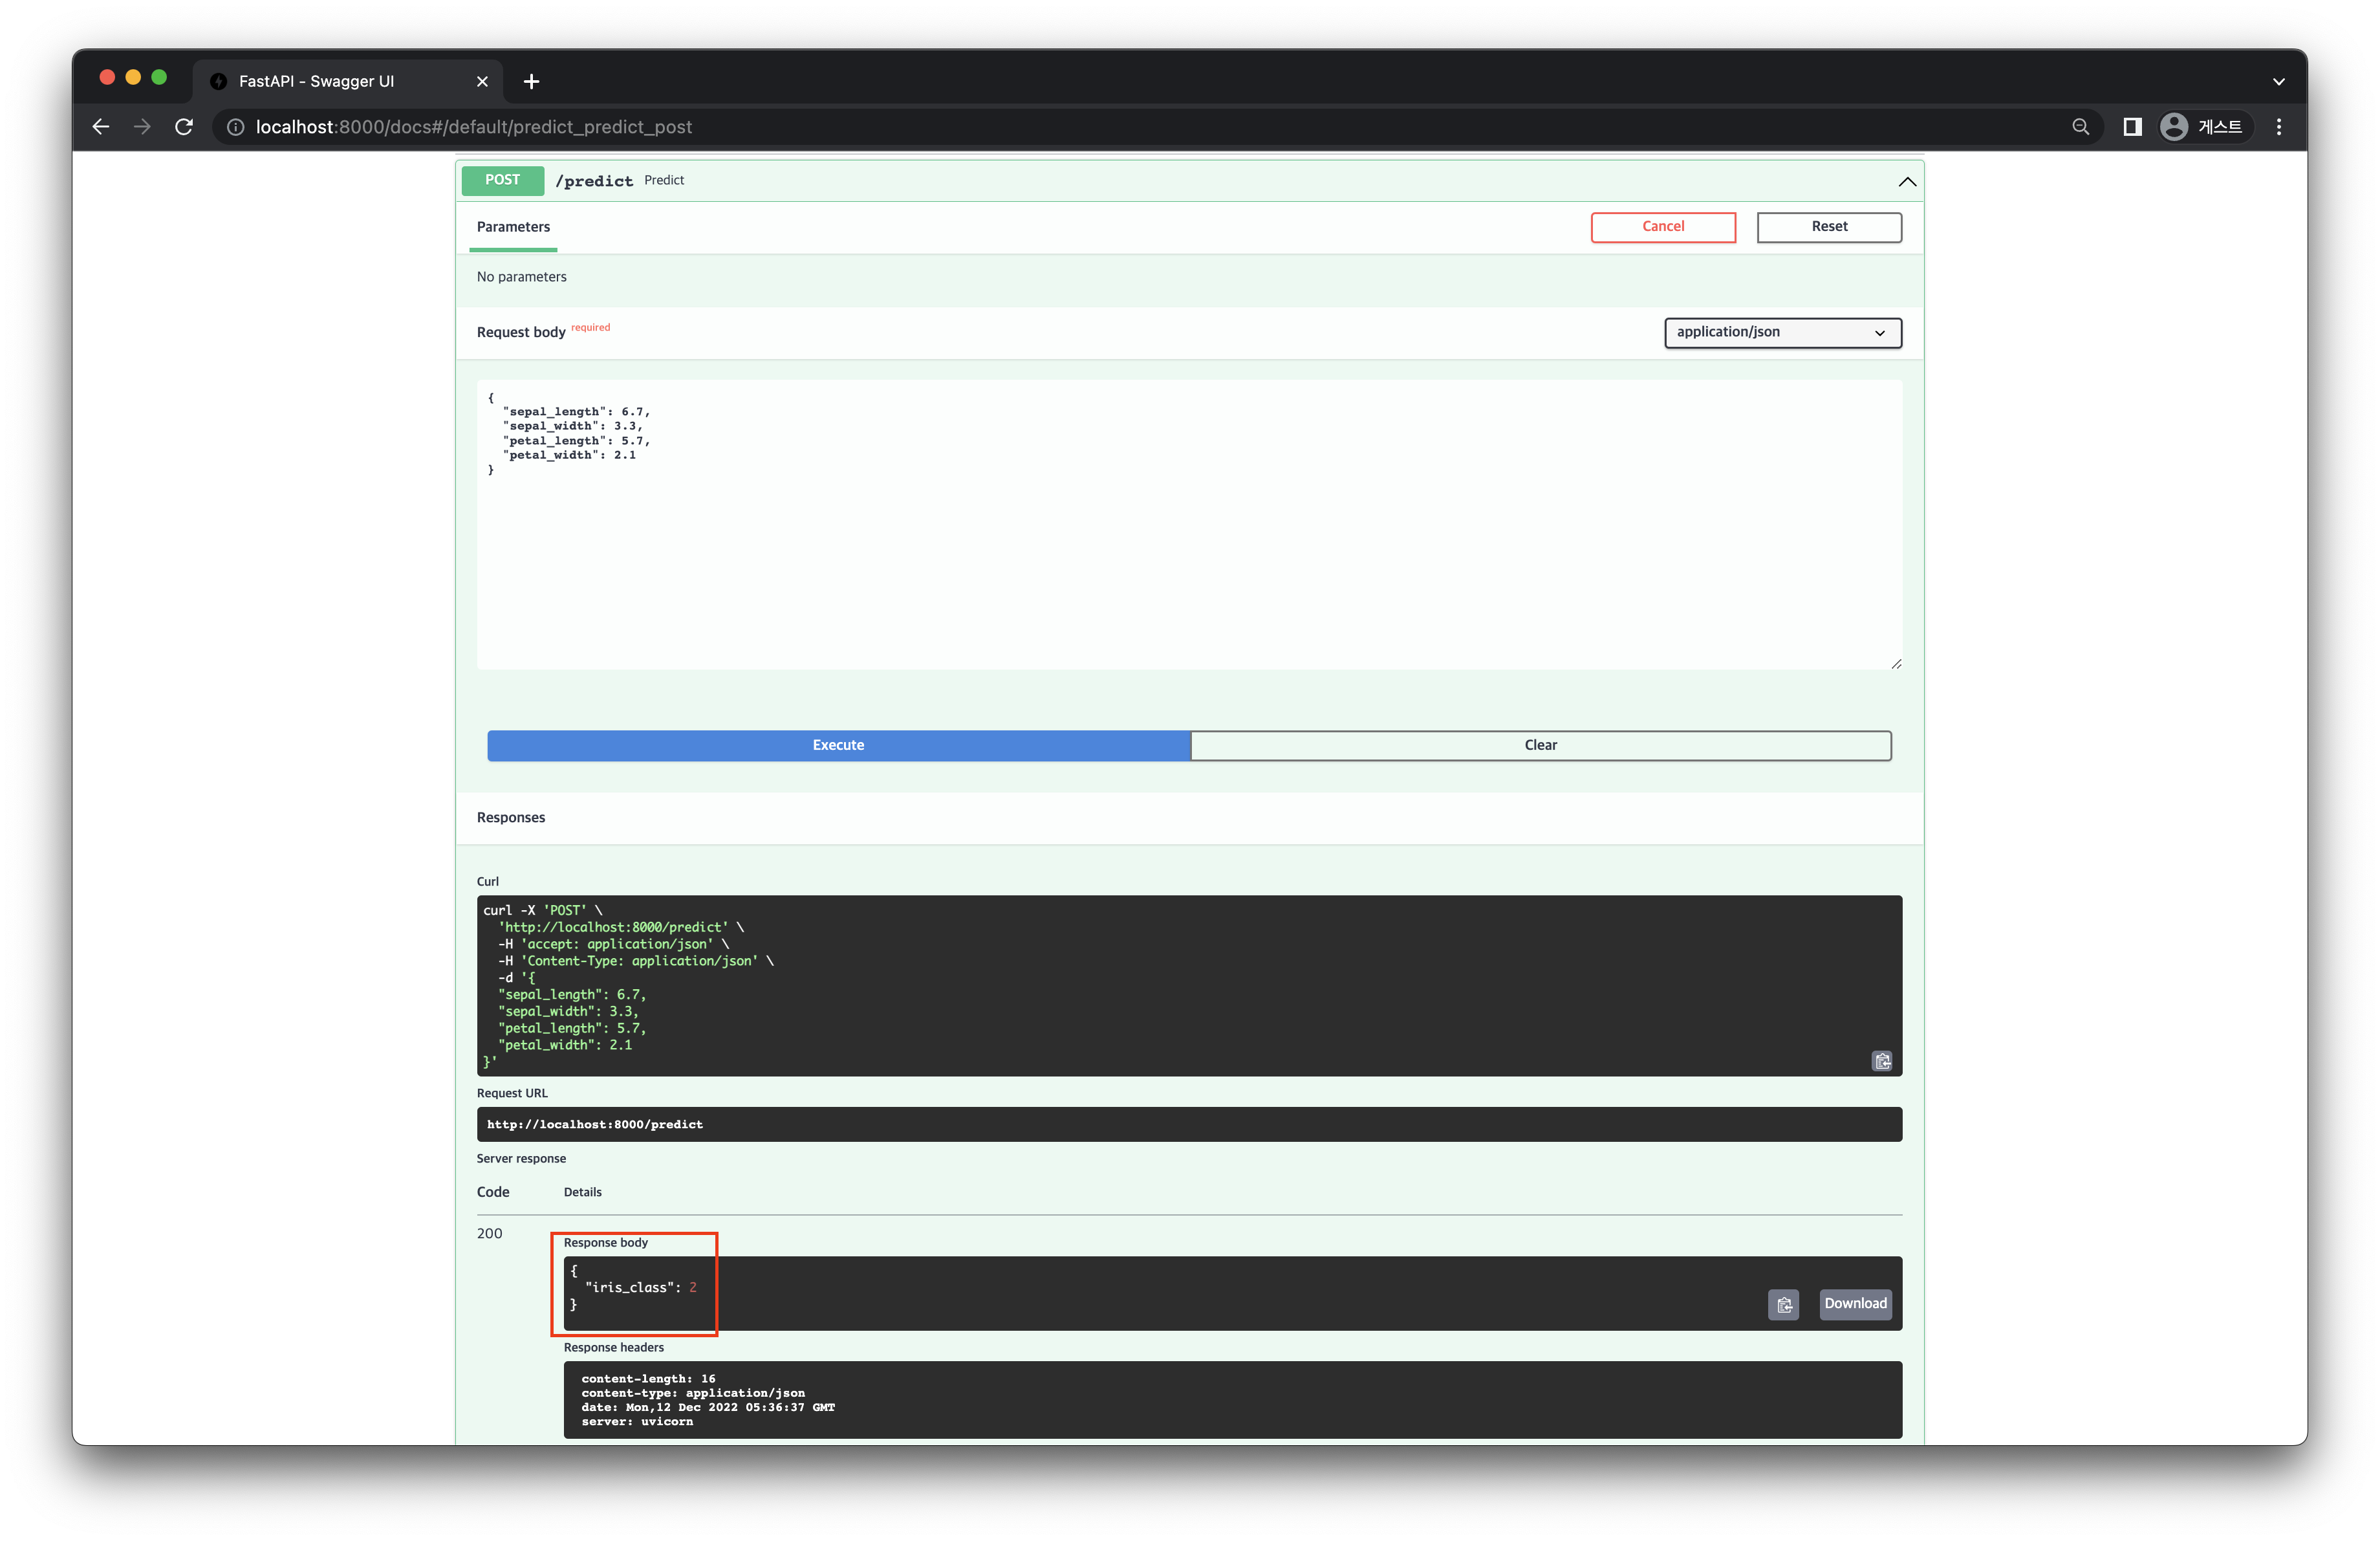 FastAPI - Swagger UI
localhost:8000/docs#/default/predict_predict_post
게스트
POST /predict Predict
Parameters
Cancel
Reset
No parameters
Request body required
application/json
{
"sepal_length": 6.7,
"sepal_width": 3.3,
"petal_length": 5.7,
"petal_width": 2.1
}
Execute
Clear
Responses
Curl
curl -X 'POST' \
'http://localhost:8000/predict' \
-H 'accept: application/json' \
-H 'Content-Type: application/json' \
-d '{
"sepal_length": 6.7,
"sepal_width": 3.3,
"petal_length": 5.7,
"petal_width": 2.1
}'
Request URL
http://localhost:8000/predict
Server response
Code Details
200
Response body
{
"iris_class": 2
}
Download
Response headers
content-length: 16
content-type: application/json
date: Mon,12 Dec 2022 05:36:37 GMT
server: uvicorn